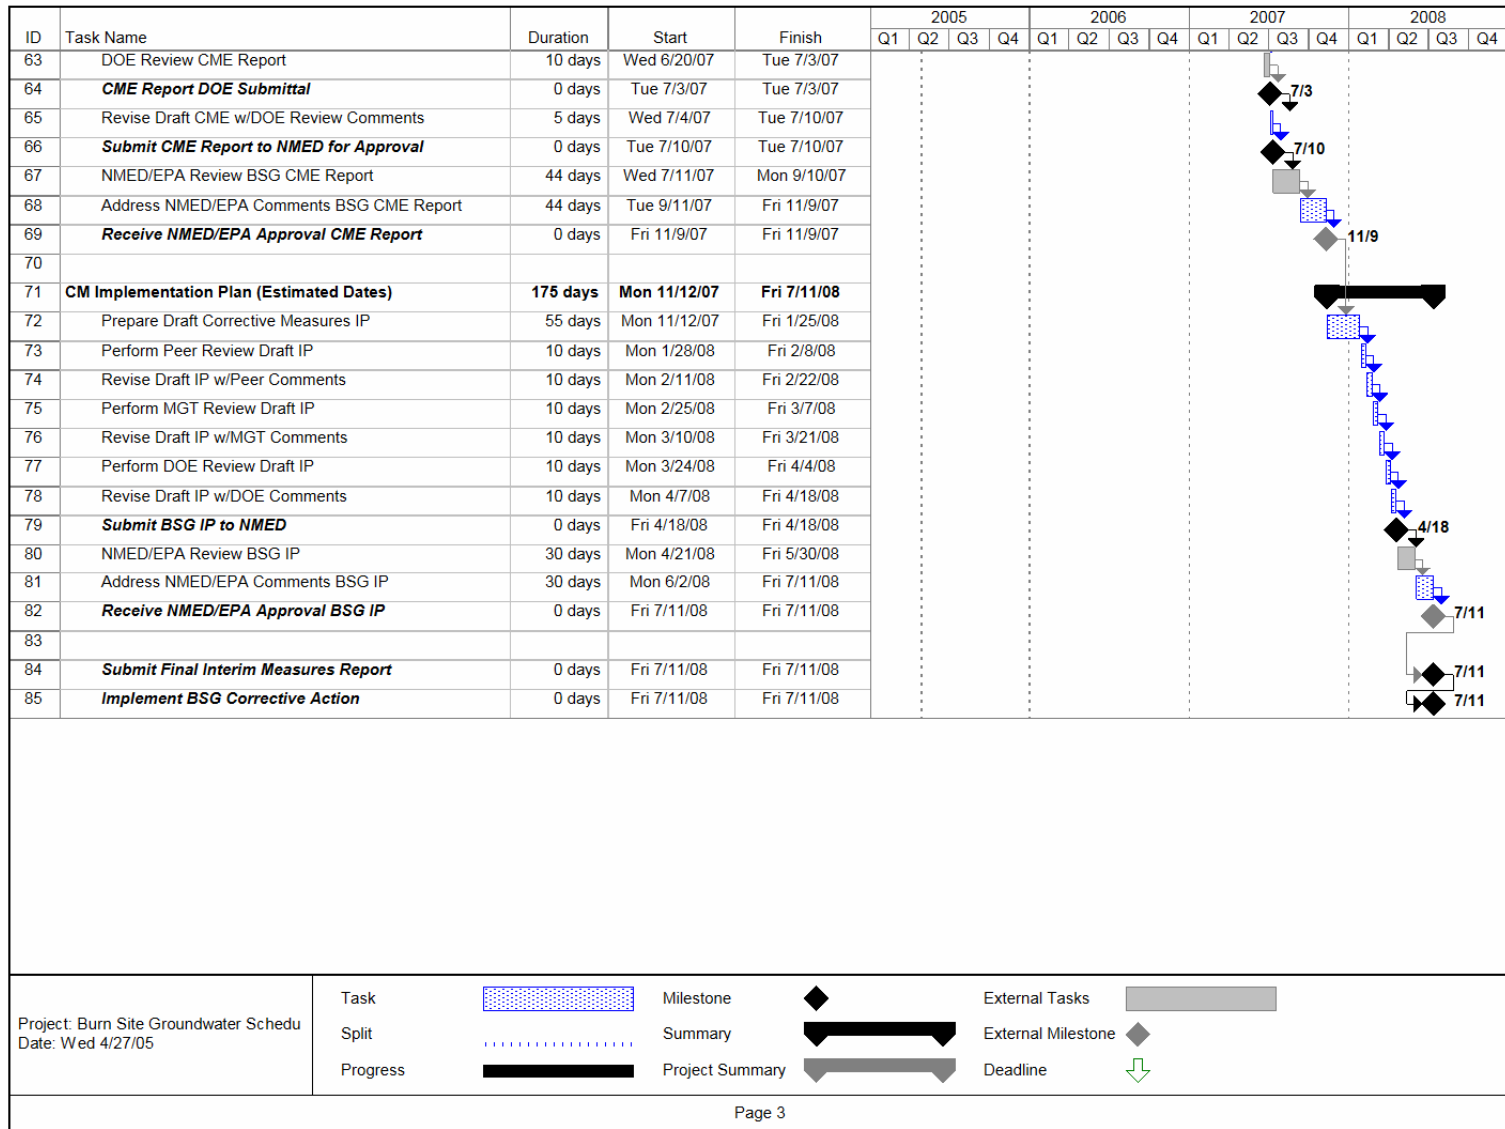 2005 2006 2007 2008
ID Task Name Duration Start Finish Q1 Q2 Q3 Q4 Q1 Q2 Q3 Q4 Q1 Q2 Q3 Q4 Q1 Q2 Q3 Q4
63 DOE Review CME Report 10 days Wed 6/20/07 Tue 7/3/07
64 CME Report DOE Submittal 0 days Tue 7/3/07 Tue 7/3/07 7/3
65 Revise Draft CME w/DOE Review Comments 5 days Wed 7/4/07 Tue 7/10/07
66 Submit CME Report to NMED for Approval 0 days Tue 7/10/07 Tue 7/10/07 7/10
67 NMED/EPA Review BSG CME Report 44 days Wed 7/11/07 Mon 9/10/07
68 Address NMED/EPA Comments BSG CME Report 44 days Tue 9/11/07 Fri 11/9/07
69 Receive NMED/EPA Approval CME Report 0 days Fri 11/9/07 Fri 11/9/07 11/9
70
71 CM Implementation Plan (Estimated Dates) 175 days Mon 11/12/07 Fri 7/11/08
72 Prepare Draft Corrective Measures IP 55 days Mon 11/12/07 Fri 1/25/08
73 Perform Peer Review Draft IP 10 days Mon 1/28/08 Fri 2/8/08
74 Revise Draft IP w/Peer Comments 10 days Mon 2/11/08 Fri 2/22/08
75 Perform MGT Review Draft IP 10 days Mon 2/25/08 Fri 3/7/08
76 Revise Draft IP w/MGT Comments 10 days Mon 3/10/08 Fri 3/21/08
77 Perform DOE Review Draft IP 10 days Mon 3/24/08 Fri 4/4/08
78 Revise Draft IP w/DOE Comments 10 days Mon 4/7/08 Fri 4/18/08
79 Submit BSG IP to NMED 0 days Fri 4/18/08 Fri 4/18/08 4/18
80 NMED/EPA Review BSG IP 30 days Mon 4/21/08 Fri 5/30/08
81 Address NMED/EPA Comments BSG IP 30 days Mon 6/2/08 Fri 7/11/08
82 Receive NMED/EPA Approval BSG IP 0 days Fri 7/11/08 Fri 7/11/08 7/11
83
84 Submit Final Interim Measures Report 0 days Fri 7/11/08 Fri 7/11/08 7/11
85 Implement BSG Corrective Action 0 days Fri 7/11/08 Fri 7/11/08 7/11
Project: Burn Site Groundwater Schedu
Date: Wed 4/27/05
Task Milestone External Tasks
Split Summary External Milestone
Progress Project Summary Deadline
Page 3